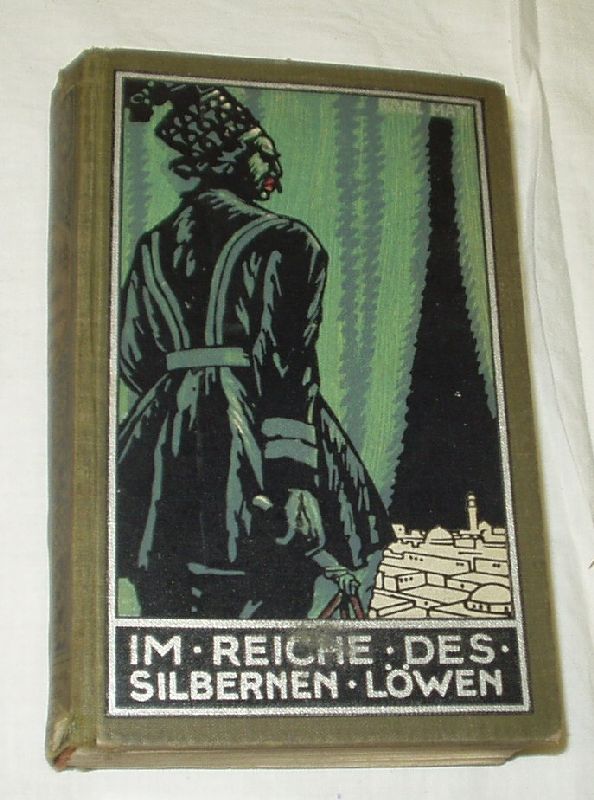 KARL MAY
IM · REICHE · DES ·
SILBERNEN · LÖWEN